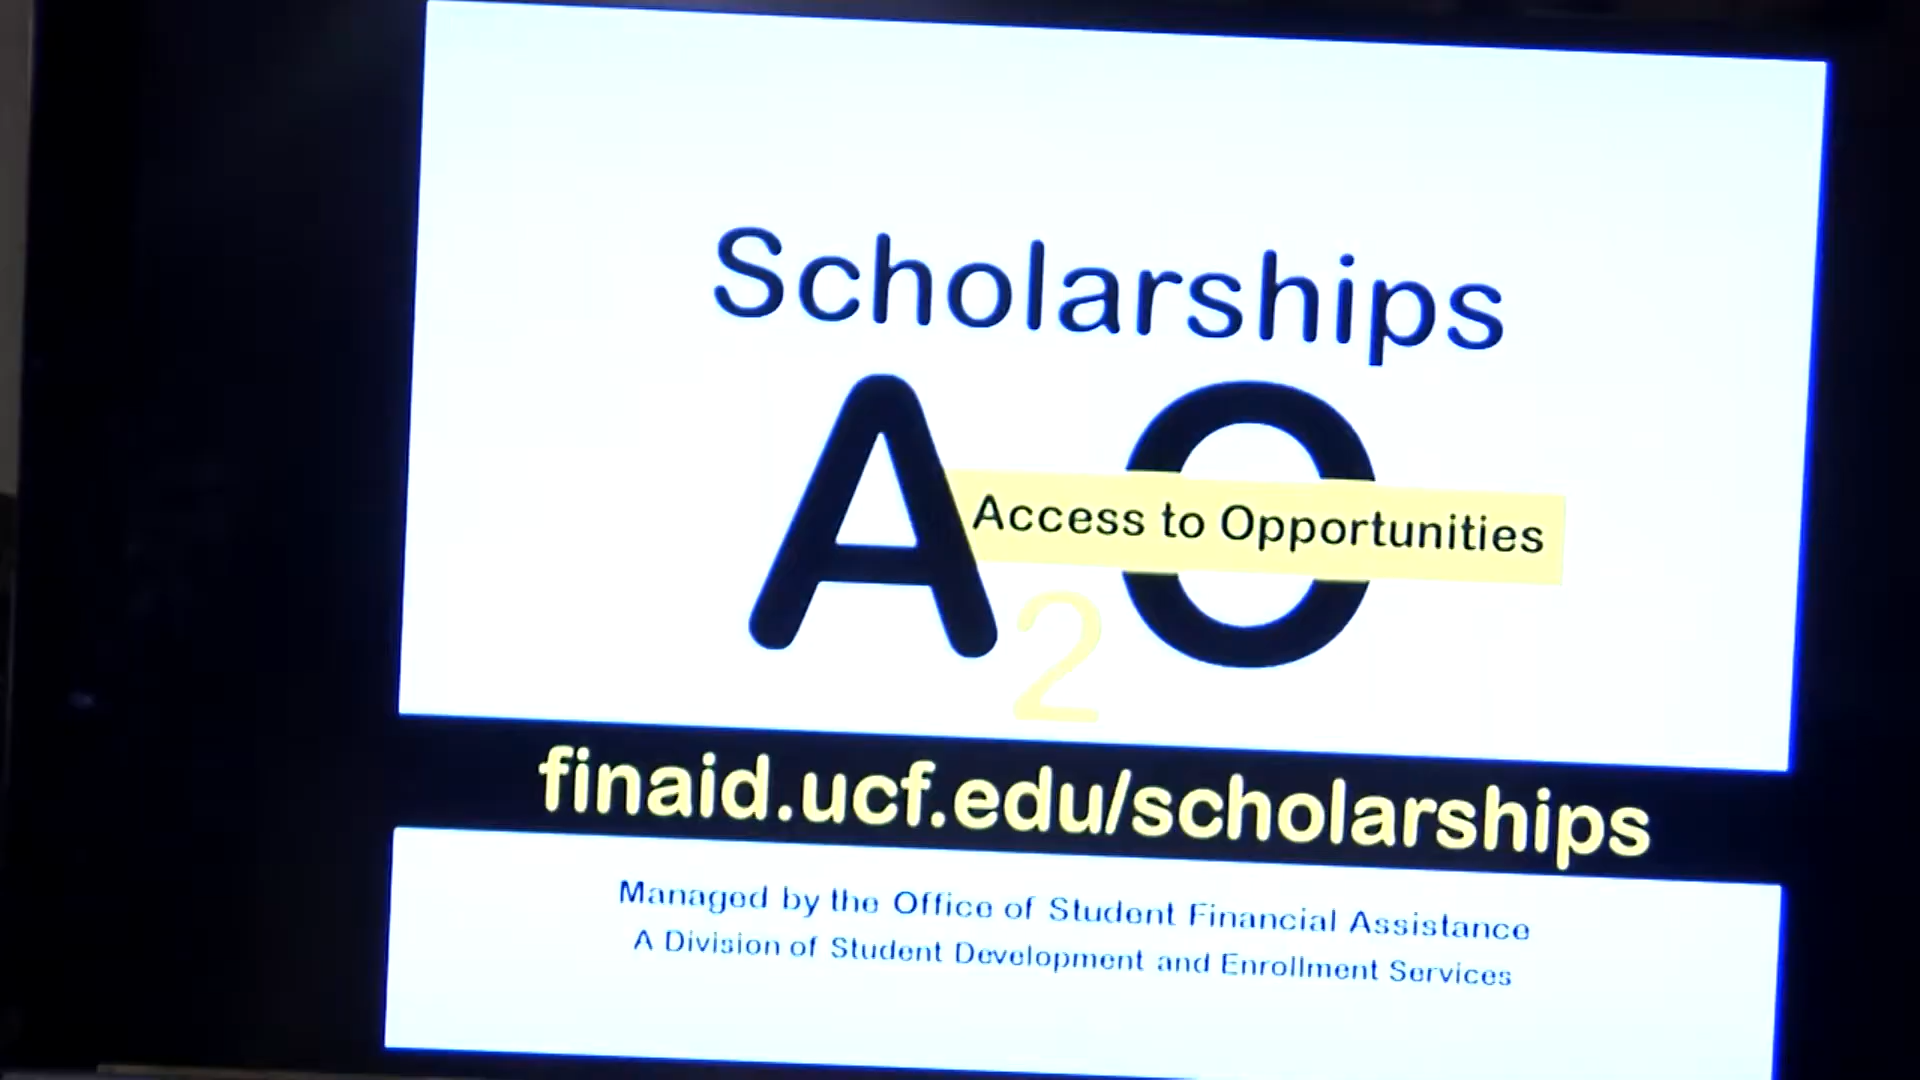 Scholarships
A2O
Access to Opportunities
finaid.ucf.edu/scholarships
Managed by the Office of Student Financial Assistance
A Division of Student Development and Enrollment Services